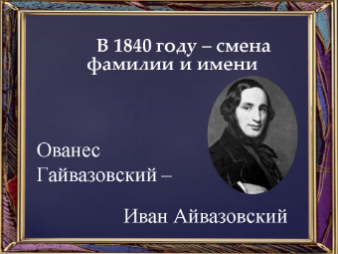 В 1840 году – смена
фамилии и имени
Ованес
Гайвазовский –
Иван Айвазовский